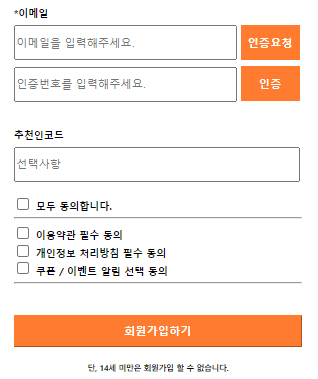 *이메일
이메일을 입력해주세요. 인증요청
인증번호를 입력해주세요. 인증
추천인코드
선택사항
모두 동의합니다.
이용약관 필수 동의
개인정보 처리방침 필수 동의
쿠폰 / 이벤트 알림 선택 동의
회원가입하기
단, 14세 미만은 회원가입 할 수 없습니다.